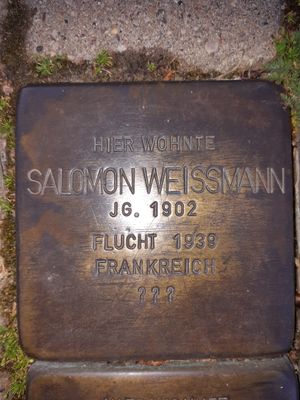 HIER WOHNTE
SALOMON WEISSMANN
JG. 1902
FLUCHT 1939
FRANKREICH
???